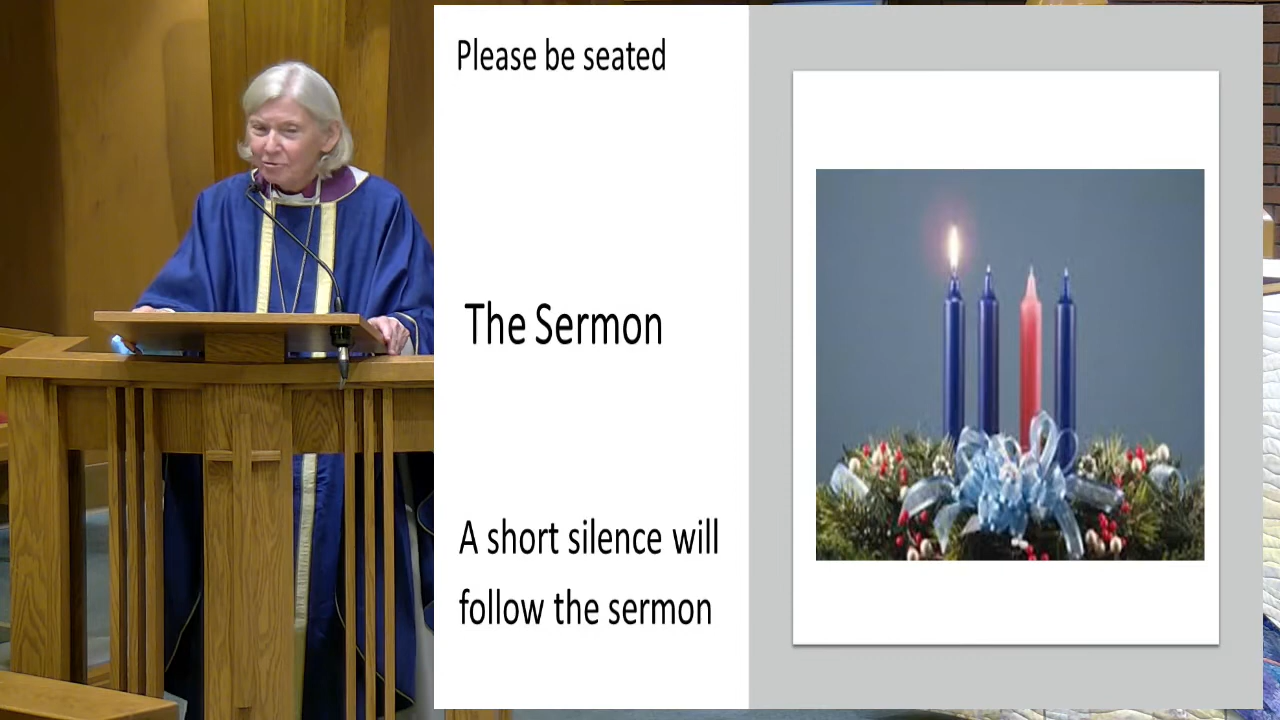 Please be seated
The Sermon
A short silence will
follow the sermon